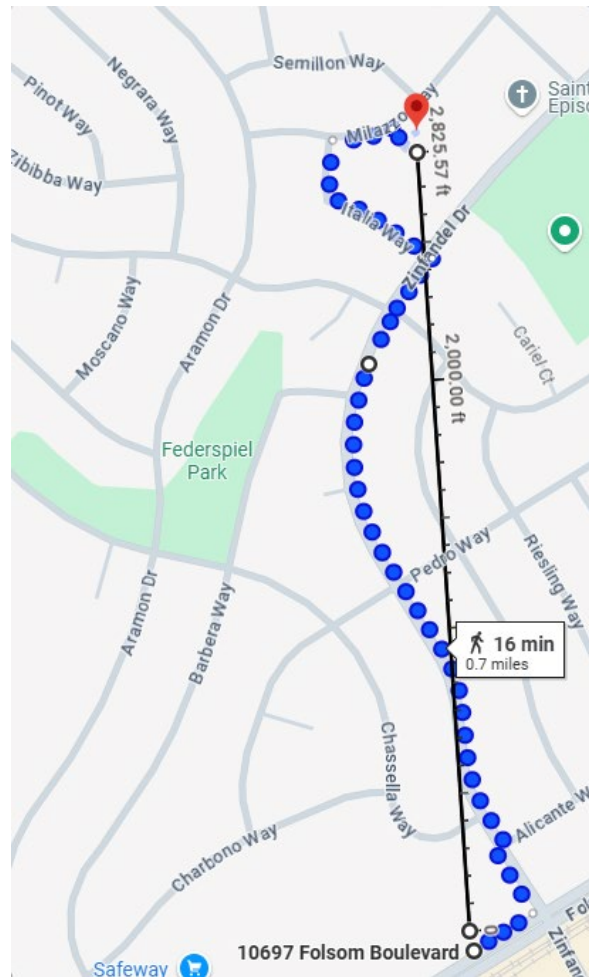 Semillon Way
Negrara Way
Pinot Way
Saint
Episc
Milazzo Way
2,825.57 ft
Zibibba Way
Italia Way
Zinfandel Dr
Moscano Way
Aramon Dr
2,000.00 ft
Cariel Ct
Federspiel
Park
Pedro Way
Riesling Way
Aramon Dr
Barbera Way
16 min
0.7 miles
Chassella Way
Alicante W
Charbono Way
0
Fol
10697 Folsom Boulevard
Zinfan
Safeway